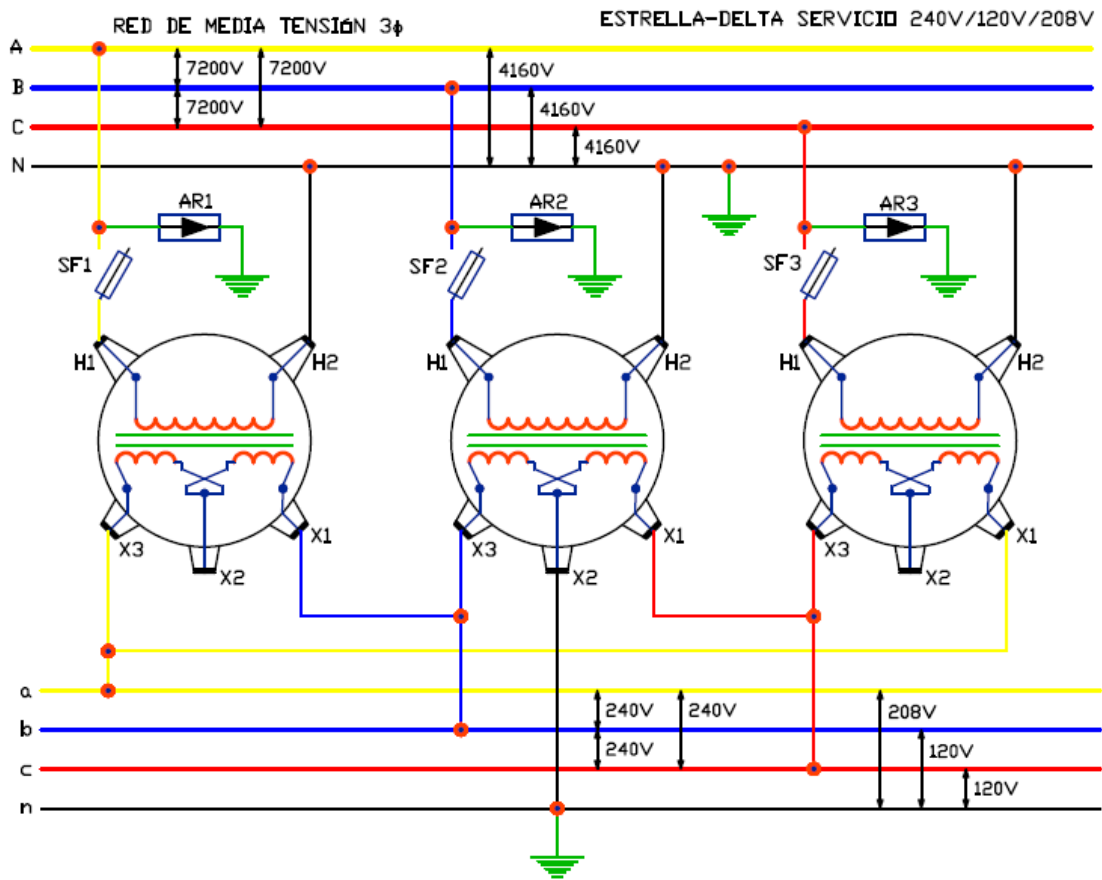 RED DE MEDIA TENSIÓN 3ϕ
ESTRELLA-DELTA SERVICIO 240V/120V/208V
A
7200V
7200V
4160V
B
7200V
4160V
C
4160V
N
AR1
AR2
AR3
SF1
SF2
SF3
H1
H2
H1
H2
H1
H2
X3
X1
X3
X1
X3
X1
X2
X2
X2
a
240V
240V
208V
b
240V
120V
c
120V
n